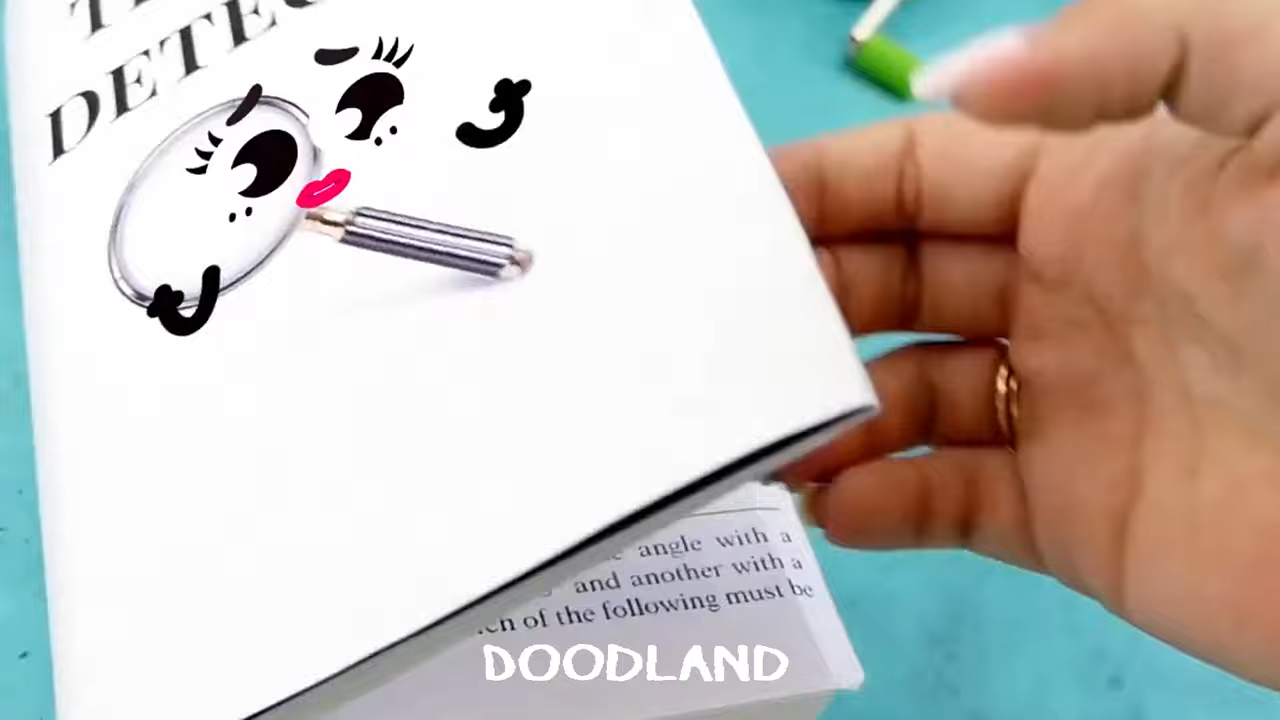 DETEC
angle with a
and another with a
of the following must be
DOODLAND